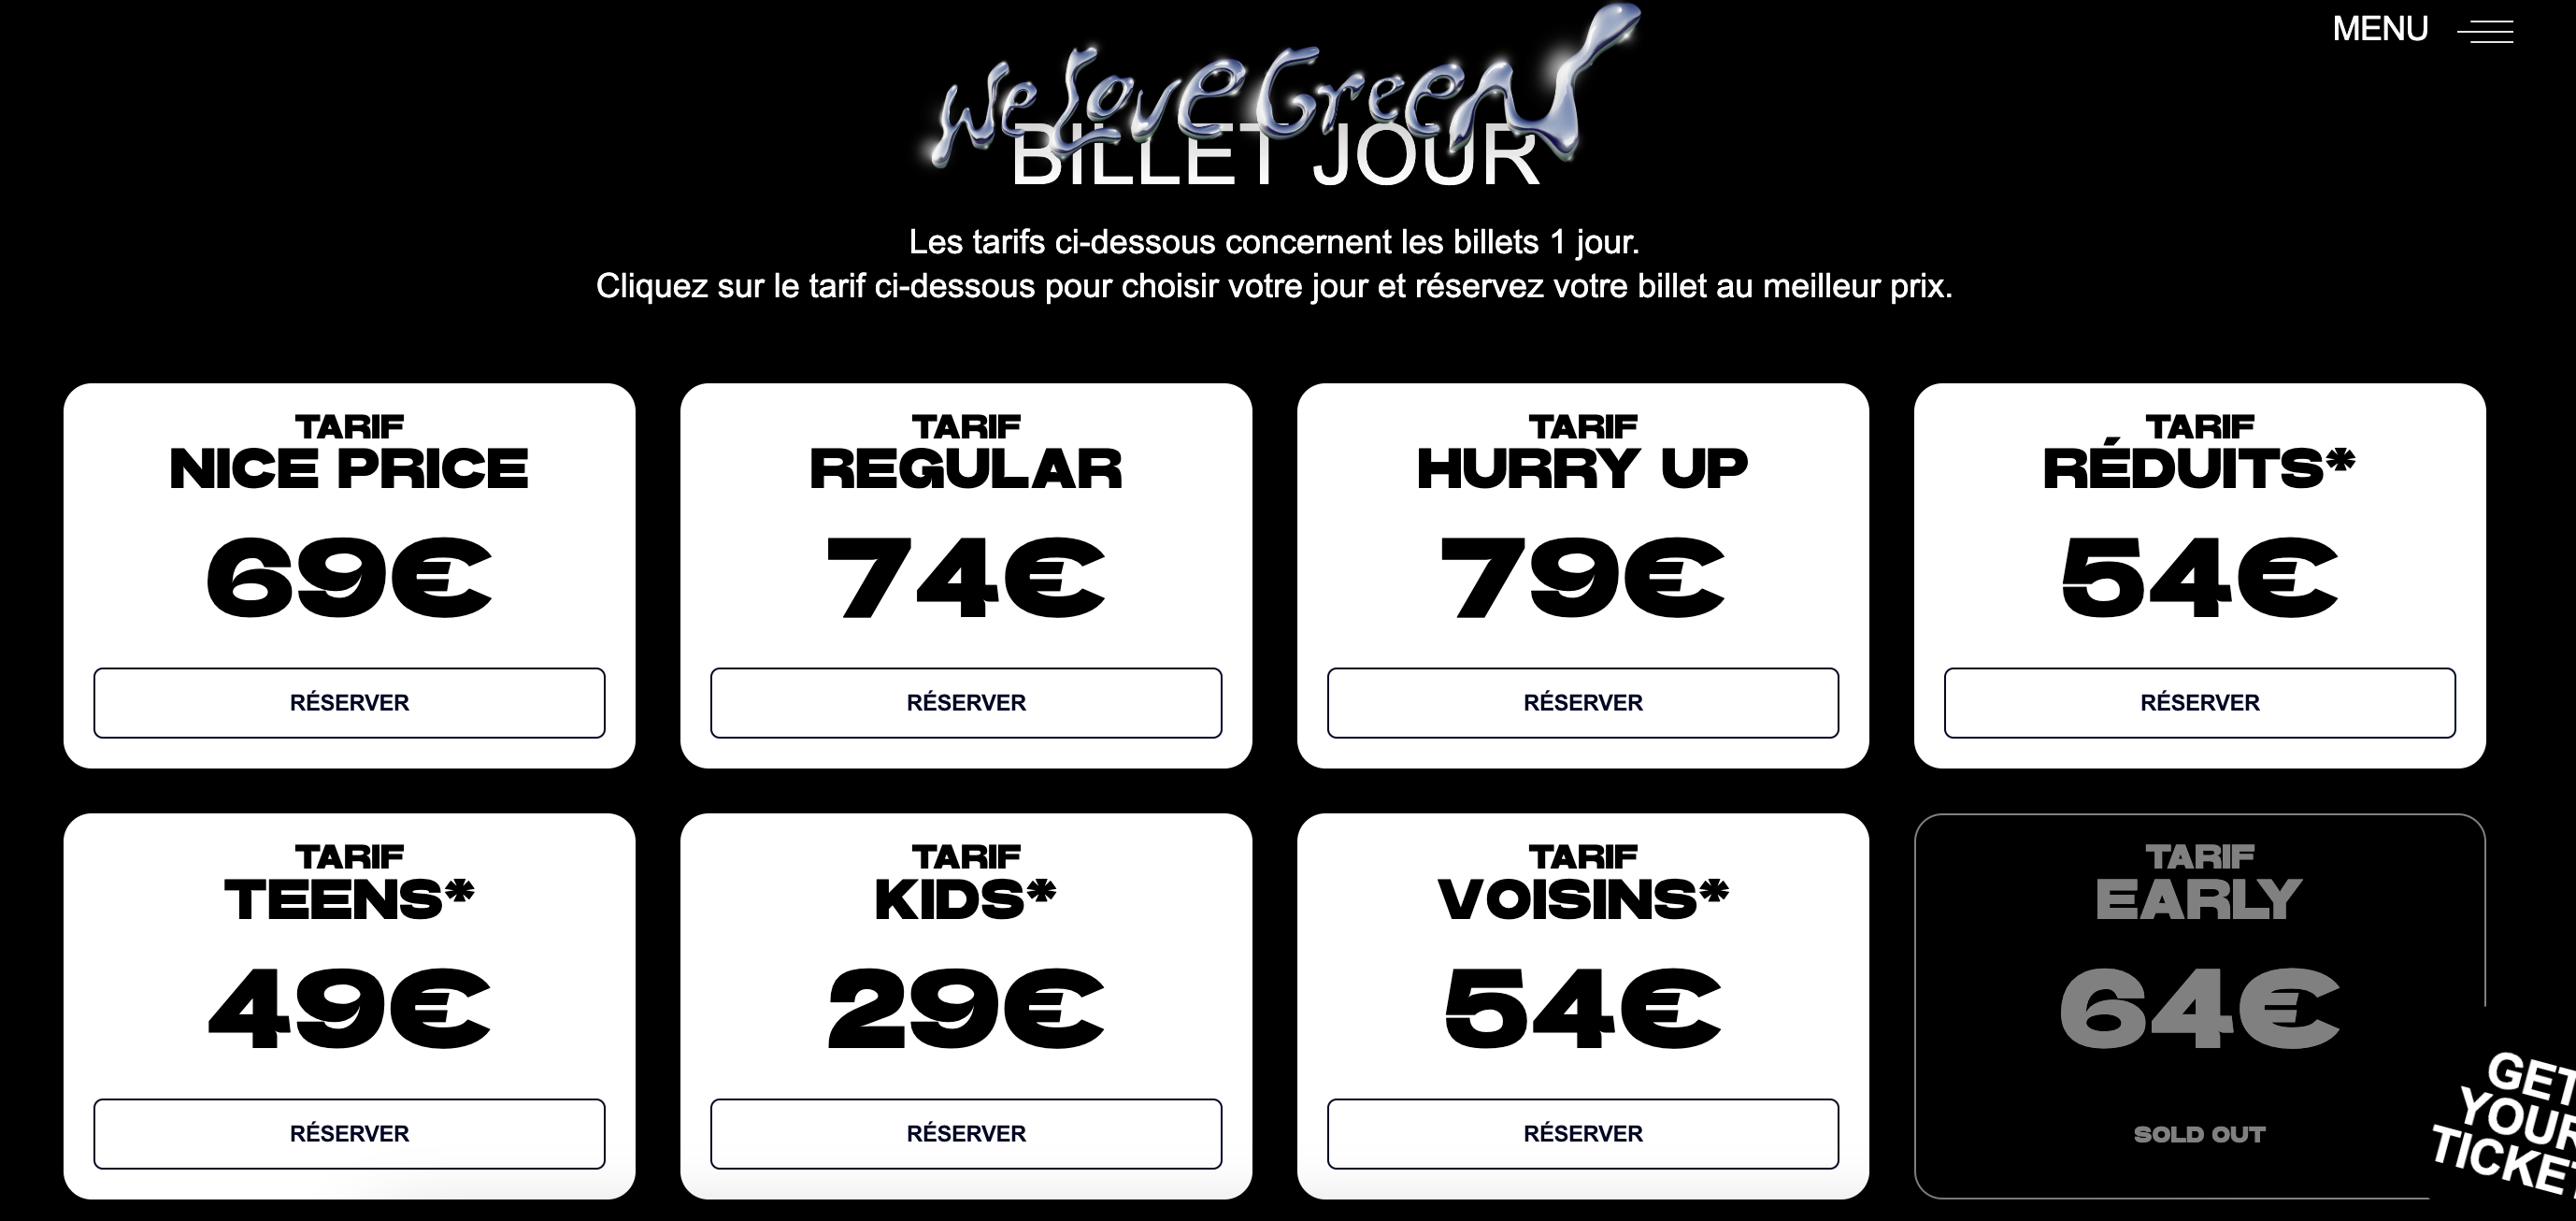 MENU
We Love Green
BILLET JOUR
Les tarifs ci-dessous concernent les billets 1 jour.
Cliquez sur le tarif ci-dessous pour choisir votre jour et réservez votre billet au meilleur prix.
TARIF
NICE PRICE
69€
RÉSERVER
TARIF
REGULAR
74€
RÉSERVER
TARIF
HURRY UP
79€
RÉSERVER
TARIF
RÉDUITS*
54€
RÉSERVER
TARIF
TEENS*
49€
RÉSERVER
TARIF
KIDS*
29€
RÉSERVER
TARIF
VOISINS*
54€
RÉSERVER
TARIF
EARLY
64€
SOLD OUT
GET
YOUR
TICKET